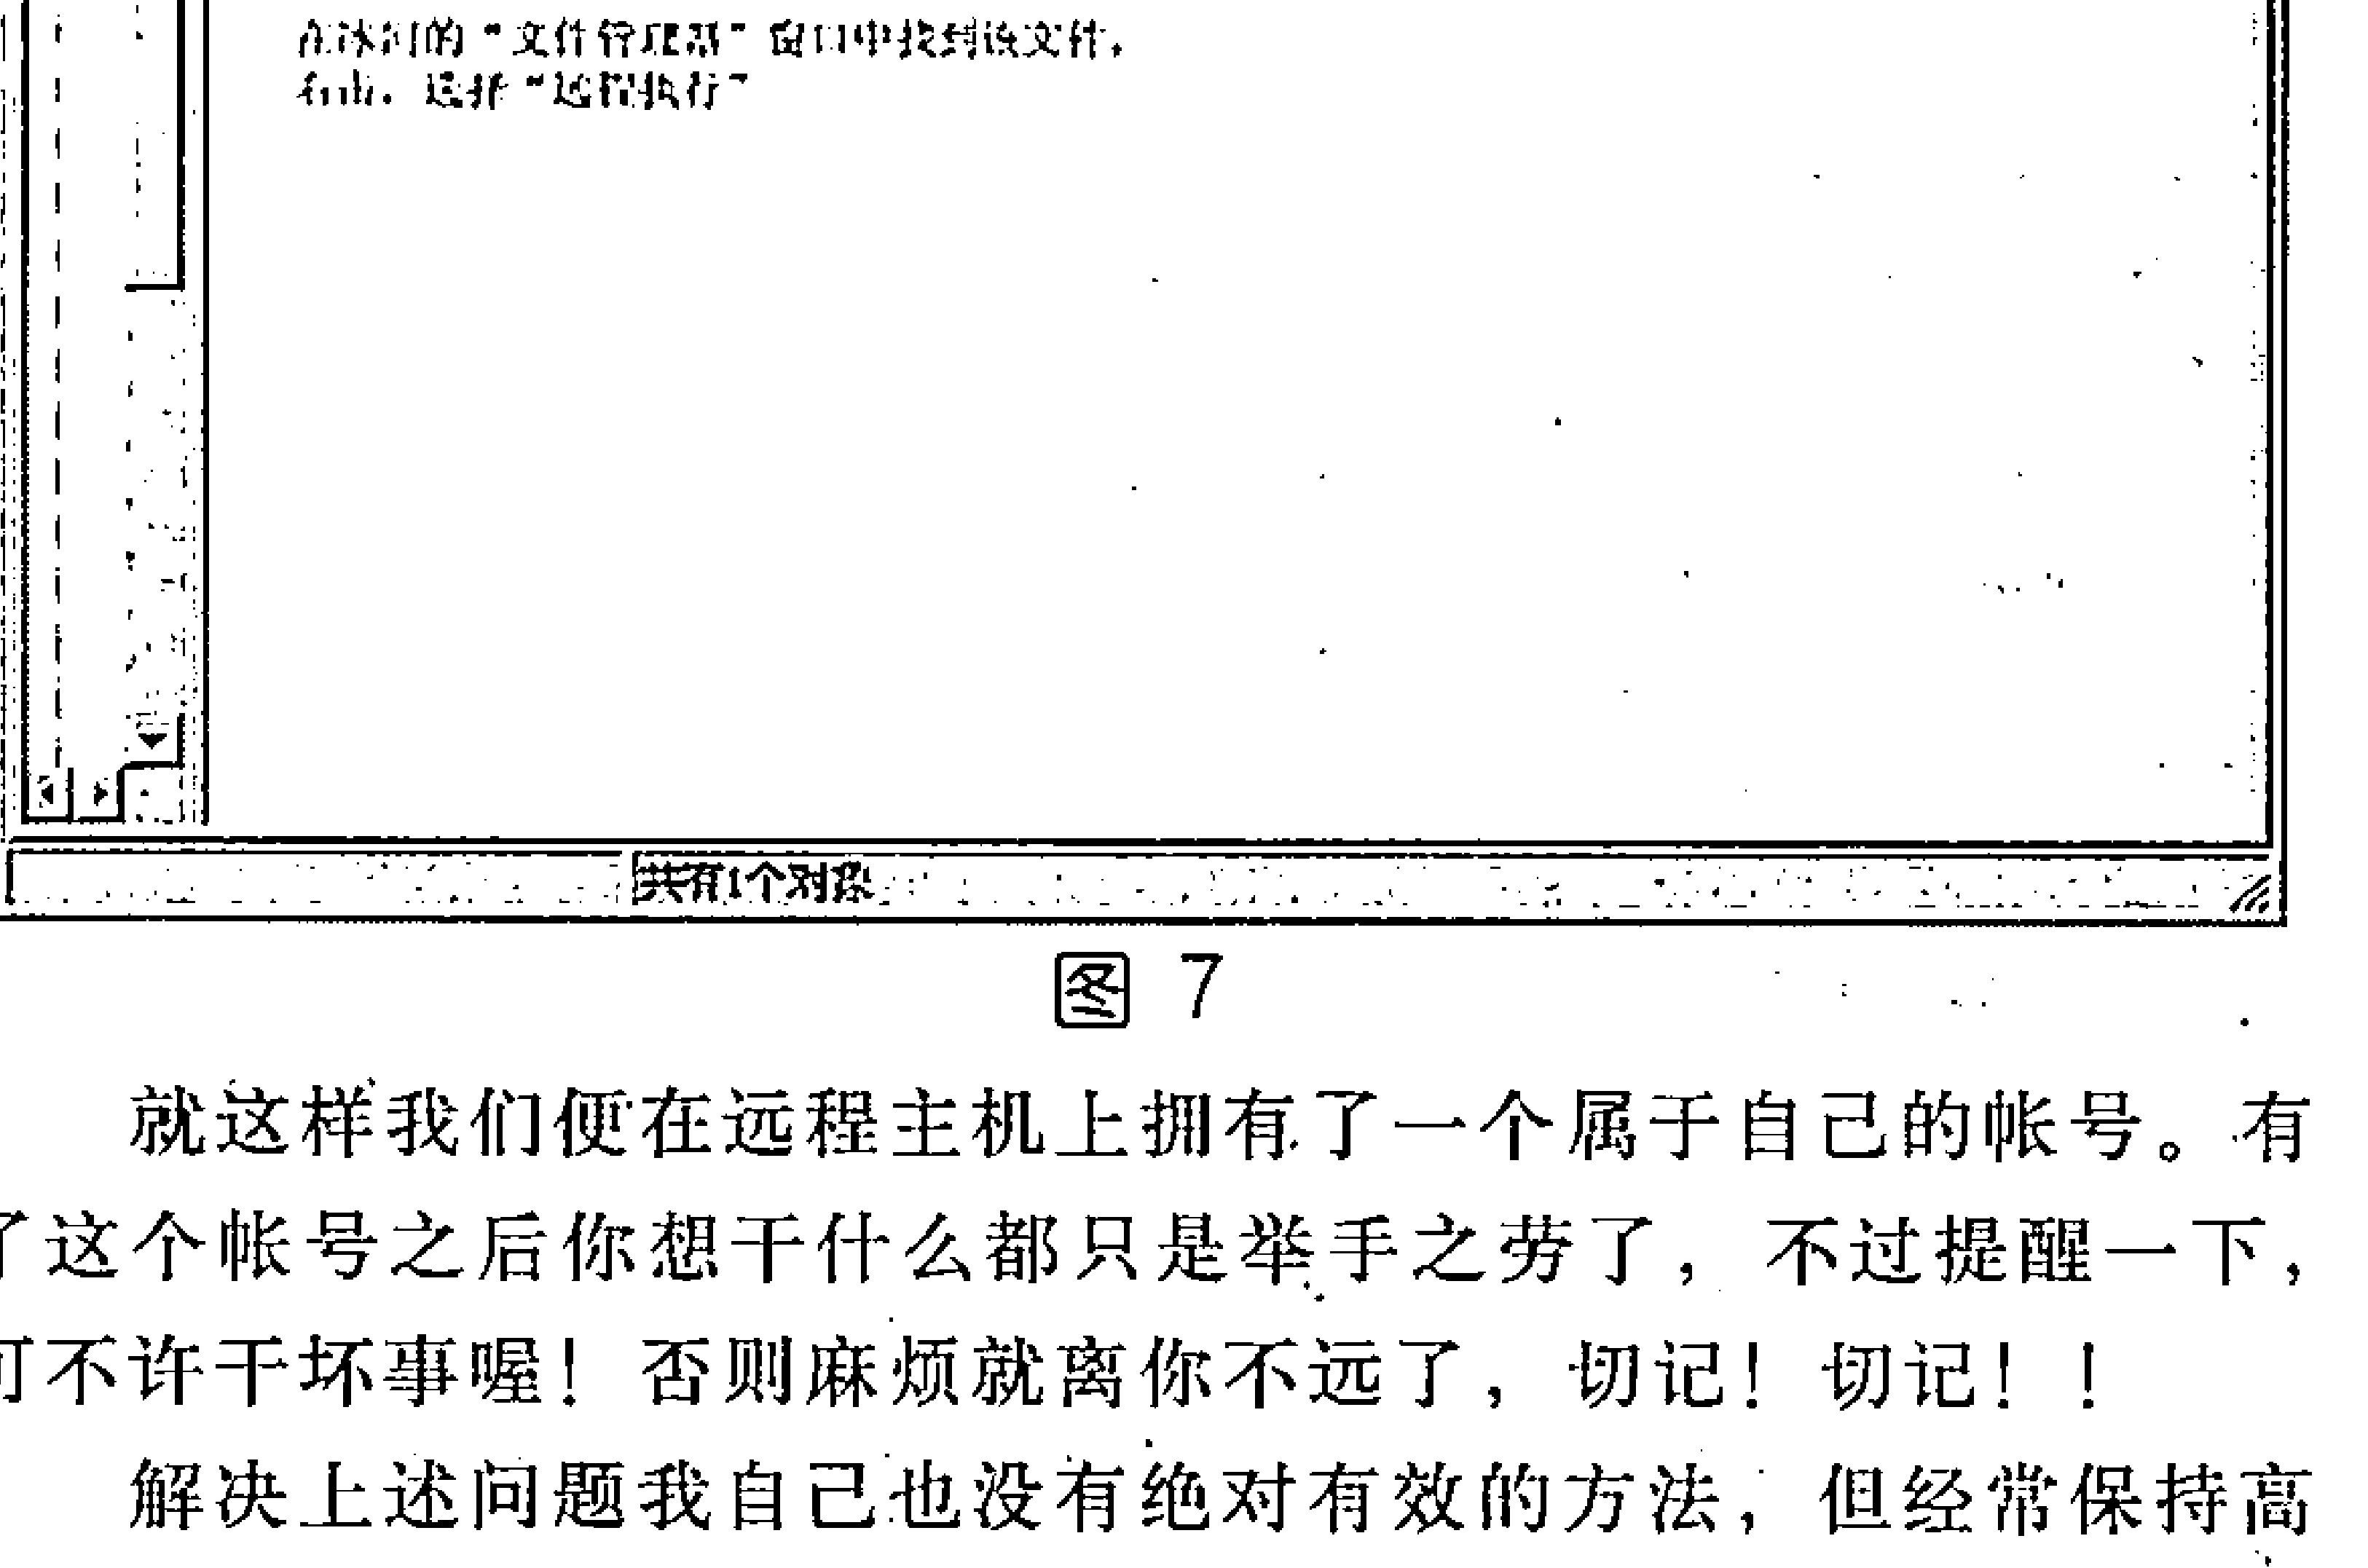 在冰河的“文件管理器”窗口中找到该文件，
右击，选择“远程执行”
共有1个对象
图 7
就这样我们便在远程主机上拥有了一个属于自己的帐号。有
了这个帐号之后你想干什么都只是举手之劳了，不过提醒一下，
可不许干坏事喔！否则麻烦就离你不远了，切记！切记！！
解决上述问题我自己也没有绝对有效的方法，但经常保持高